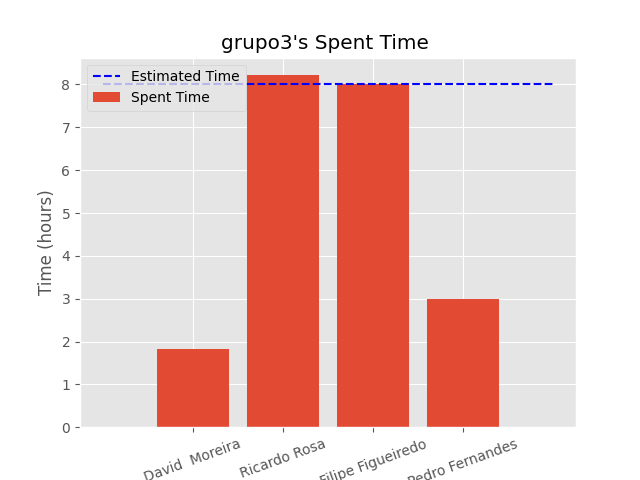 grupo3's Spent Time
Estimated Time
Spent Time
8
7
6
5
4
3
2
1
0
Time (hours)
David  Moreira
Ricardo Rosa
Filipe Figueiredo
Pedro Fernandes